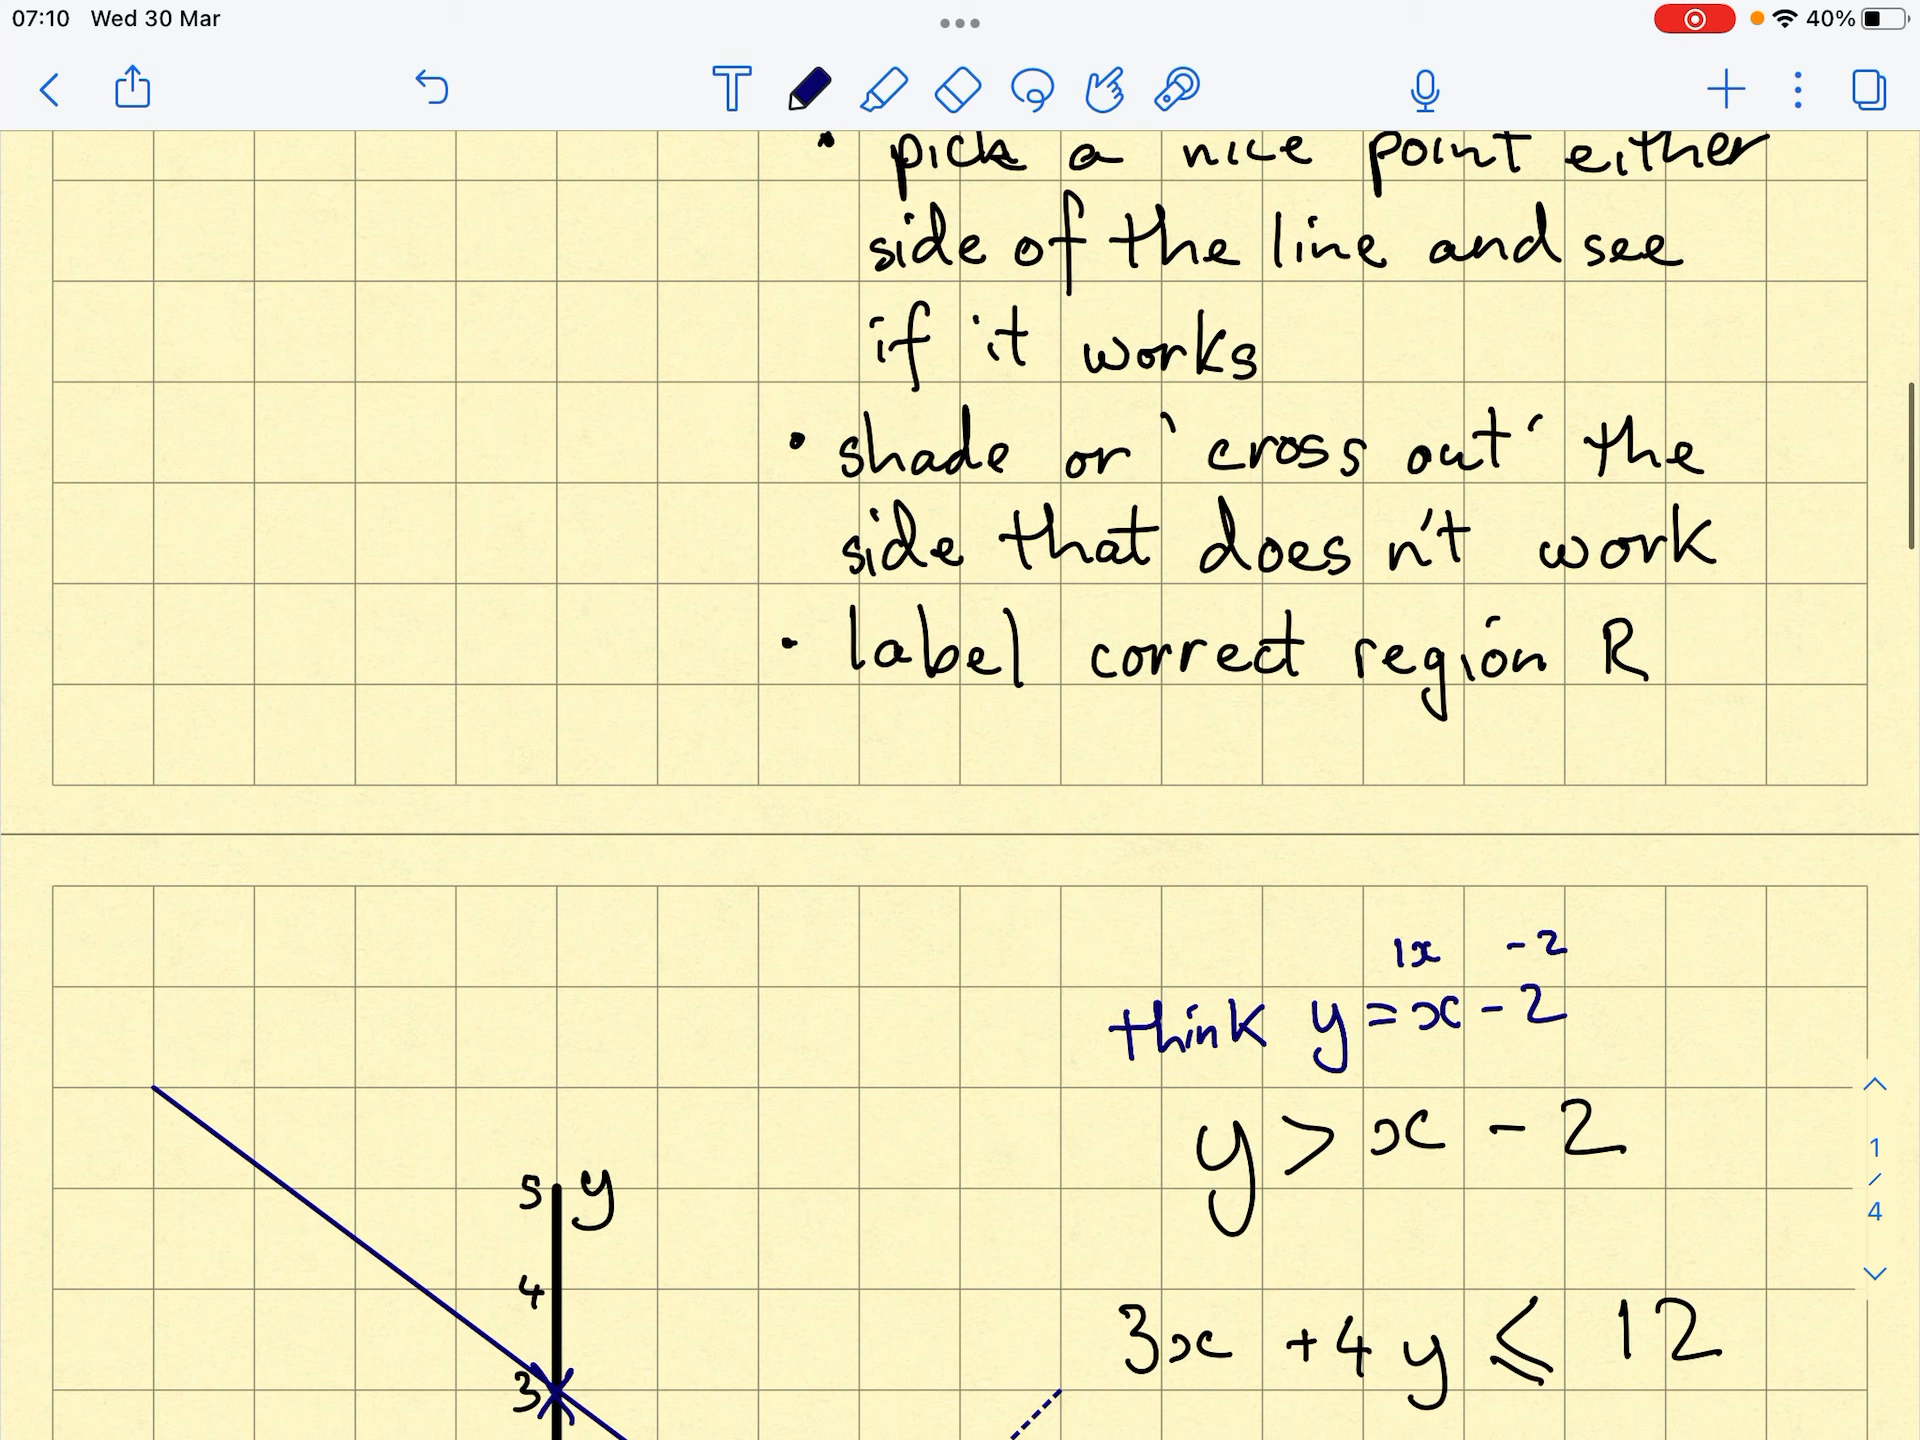 07:10 Wed 30 Mar
40%
T
• pick a nice point either
side of the line and see
if it works
• shade or 'cross out' the
side that doesn't work
• label correct region R
1x -2
think y = x - 2
y > x - 2
5 y
4
3x + 4y ⩽ 12
3
1
/
4